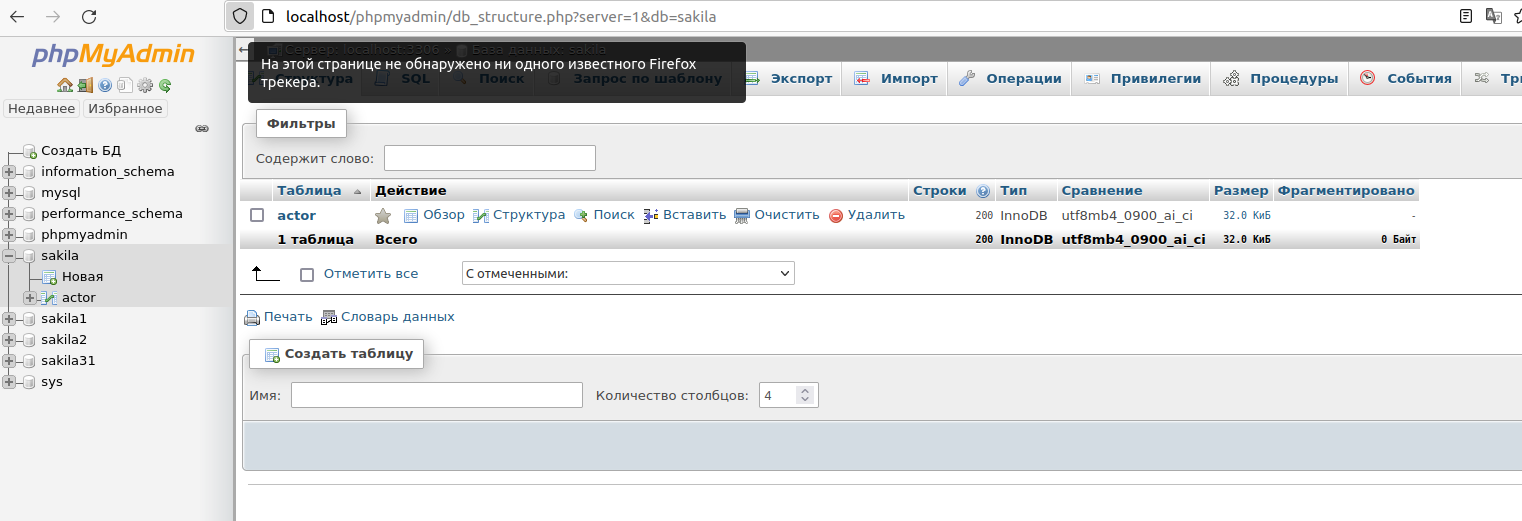 localhost/phpmyadmin/db_structure.php?server=1&db=sakila
phpMyAdmin
Недавнее Избранное
Создать БД
information_schema
mysql
performance_schema
phpmyadmin
sakila
Новая
actor
sakila1
sakila2
sakila31
sys
Сервер: localhost:3306 » База данных: sakila
На этой странице не обнаружено ни одного известного Firefox
трекера.
Структура SQL Поиск Запрос по шаблону Экспорт Импорт Операции Привилегии Процедуры События
Фильтры
Содержит слово:
Таблица Действие Строки Тип Сравнение Размер Фрагментировано
actor Обзор Структура Поиск Вставить Очистить Удалить 200 InnoDB utf8mb4_0900_ai_ci 32.0 КиБ -
1 таблица Всего 200 InnoDB utf8mb4_0900_ai_ci 32.0 КиБ 0 Байт
Отметить все С отмеченными:
Печать Словарь данных
Создать таблицу
Имя: Количество столбцов: 4